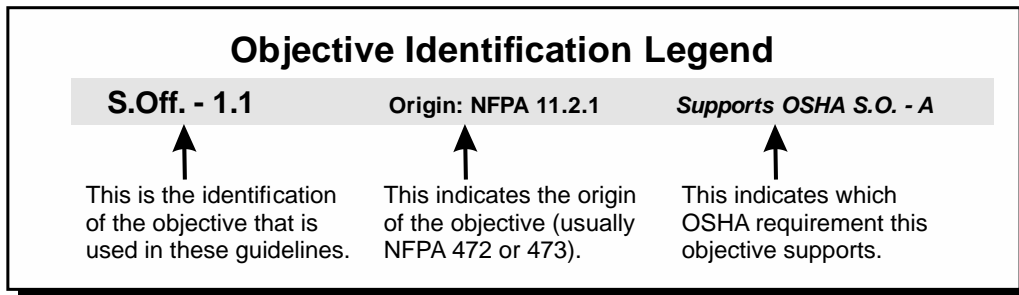 Objective Identification Legend
S.Off. - 1.1 Origin: NFPA 11.2.1 Supports OSHA S.O. - A
This is the identification
of the objective that is
used in these guidelines.
This indicates the origin
of the objective (usually
NFPA 472 or 473).
This indicates which
OSHA requirement this
objective supports.